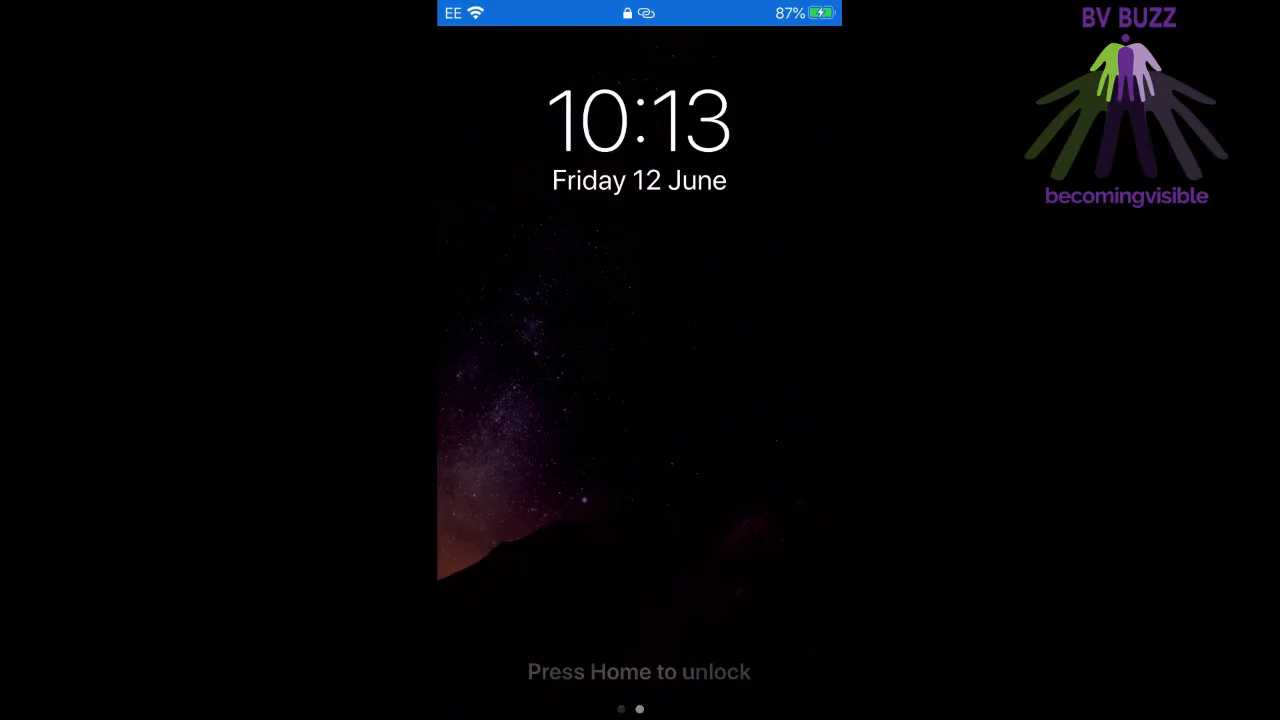 EE
87%
BV BUZZ
10:13
Friday 12 June
becomingvisible
Press Home to unlock